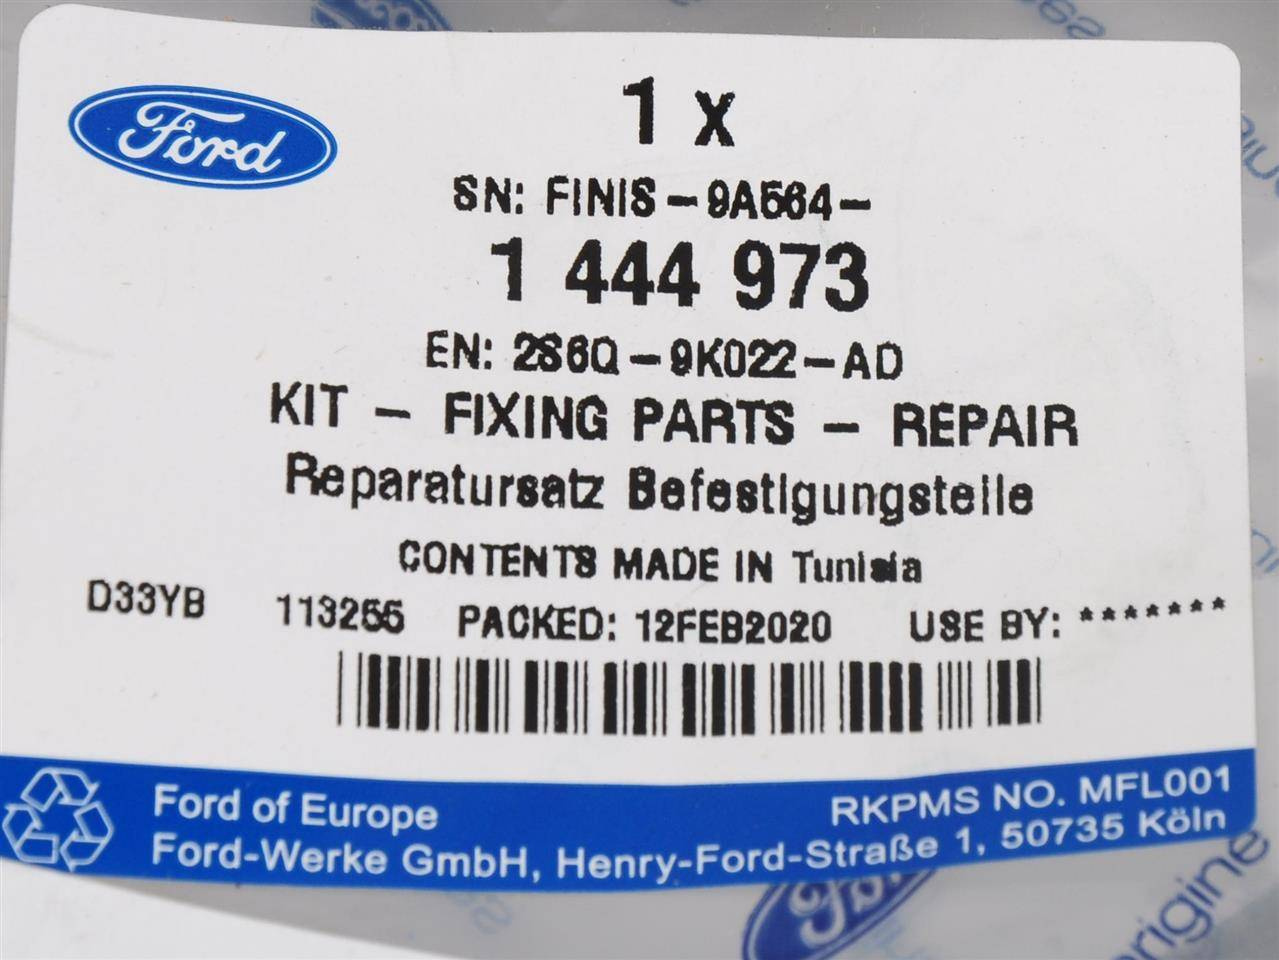 Ford
1 x
SN: FINIS-9A564-
1 444 973
EN: 2S6Q-9K022-AD
KIT - FIXING PARTS - REPAIR
Reparatursatz Befestigungsteile
CONTENTS MADE IN Tunisia
D33YB 113255 PACKED: 12FEB2020 USE BY: *******
Ford of Europe
RKPMS NO. MFL001
Ford-Werke GmbH, Henry-Ford-Straße 1, 50735 Köln
Ford
origine